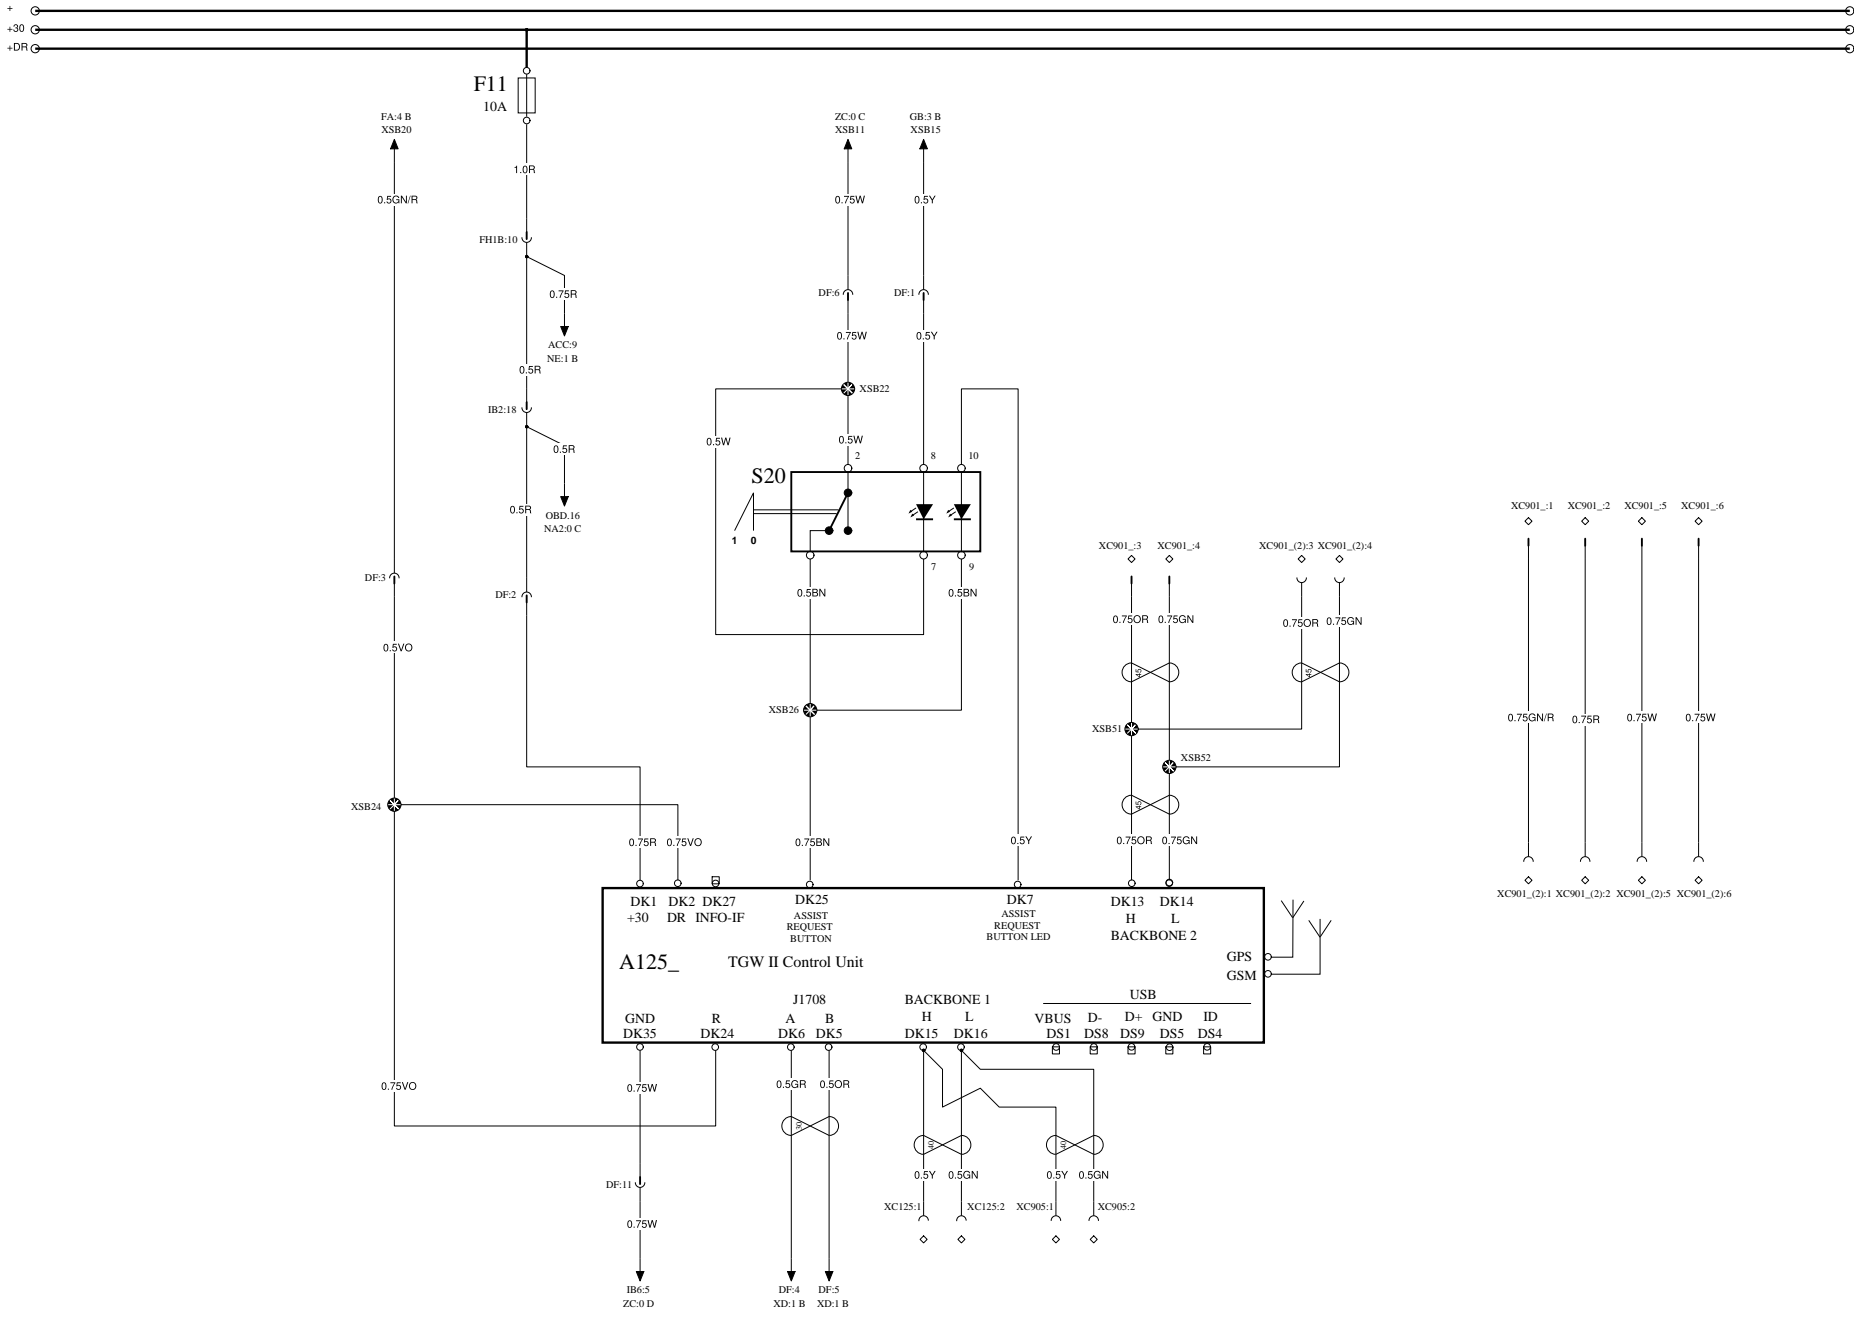 +
+30
+DR
F11
10A
FA:4 B
XSB20
ZC:0 C
XSB11
GB:3 B
XSB15
1.0R
0.5GN/R
0.75W
0.5Y
FH1B:10
0.75R
DF:6
DF:1
0.75W
0.5Y
ACC:9
NE:1 B
0.5R
XSB22
IB2:18
0.5W
0.5W
0.5R
2
8
10
S20
0.5R
OBD.16
NA2:0 C
1 0
XC901_:1
XC901_:2
XC901_:5
XC901_:6
XC901_:3
XC901_:4
XC901_(2):3
XC901_(2):4
7
9
DF:3
DF:2
0.5BN
0.5BN
0.75OR
0.75GN
0.75OR
0.75GN
0.5VO
45
45
XSB26
XSB51
0.75GN/R
0.75R
0.75W
0.75W
XSB52
XSB24
45
0.75R
0.75VO
0.75BN
0.5Y
0.75OR
0.75GN
XC901_(2):1
XC901_(2):2
XC901_(2):5
XC901_(2):6
DK1
+30
DK2
DR
DK27
INFO-IF
DK25
ASSIST
REQUEST
BUTTON
DK7
ASSIST
REQUEST
BUTTON LED
DK13
H
DK14
L
BACKBONE 2
A125_
TGW II Control Unit
GPS
GSM
J1708
BACKBONE 1
USB
GND
DK35
R
DK24
A
DK6
B
DK5
H
DK15
L
DK16
VBUS
DS1
D-
DS8
D+
DS9
GND
DS5
ID
DS4
0.75VO
0.75W
0.5GR
0.5OR
30
40
40
0.5Y
0.5GN
0.5Y
0.5GN
DF:11
XC125:1
XC125:2
XC905:1
XC905:2
0.75W
IB6:5
ZC:0 D
DF:4
XD:1 B
DF:5
XD:1 B